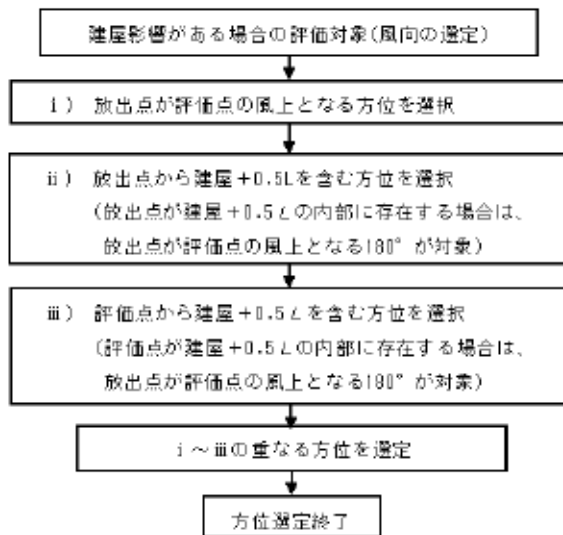 建屋影響がある場合の評価対象(風向の選定)
ⅰ) 放出点が評価点の風上となる方位を選択
ⅱ) 放出点から建屋+0.5Lを含む方位を選択
(放出点が建屋+0.5Lの内部に存在する場合は、
放出点が評価点の風上となる180°が対象)
ⅲ) 評価点から建屋+0.5Lを含む方位を選択
(評価点が建屋+0.5Lの内部に存在する場合は、
放出点が評価点の風上となる180°が対象)
ⅰ～ⅲの重なる方位を選定
方位選定終了